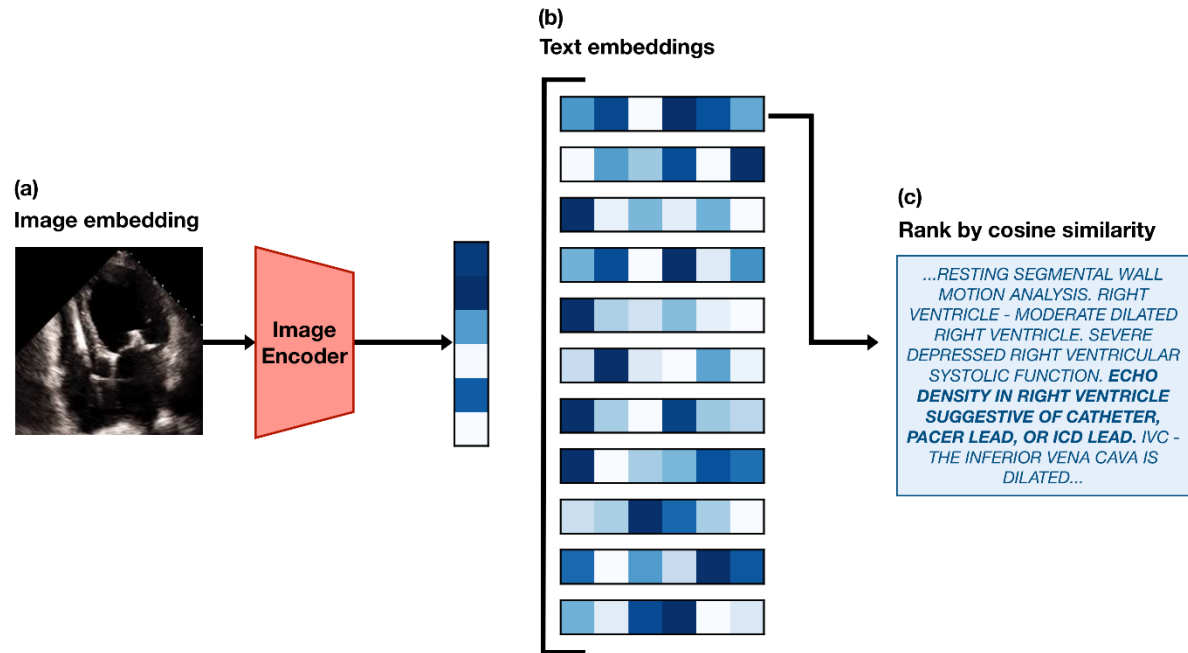 (a)
Image embedding
Image
Encoder
(b)
Text embeddings
(c)
Rank by cosine similarity
...RESTING SEGMENTAL WALL
MOTION ANALYSIS. RIGHT
VENTRICLE - MODERATE DILATED
RIGHT VENTRICLE. SEVERE
DEPRESSED RIGHT VENTRICULAR
SYSTOLIC FUNCTION. ECHO
DENSITY IN RIGHT VENTRICLE
SUGGESTIVE OF CATHETER,
PACER LEAD, OR ICD LEAD. IVC -
THE INFERIOR VENA CAVA IS
DILATED...